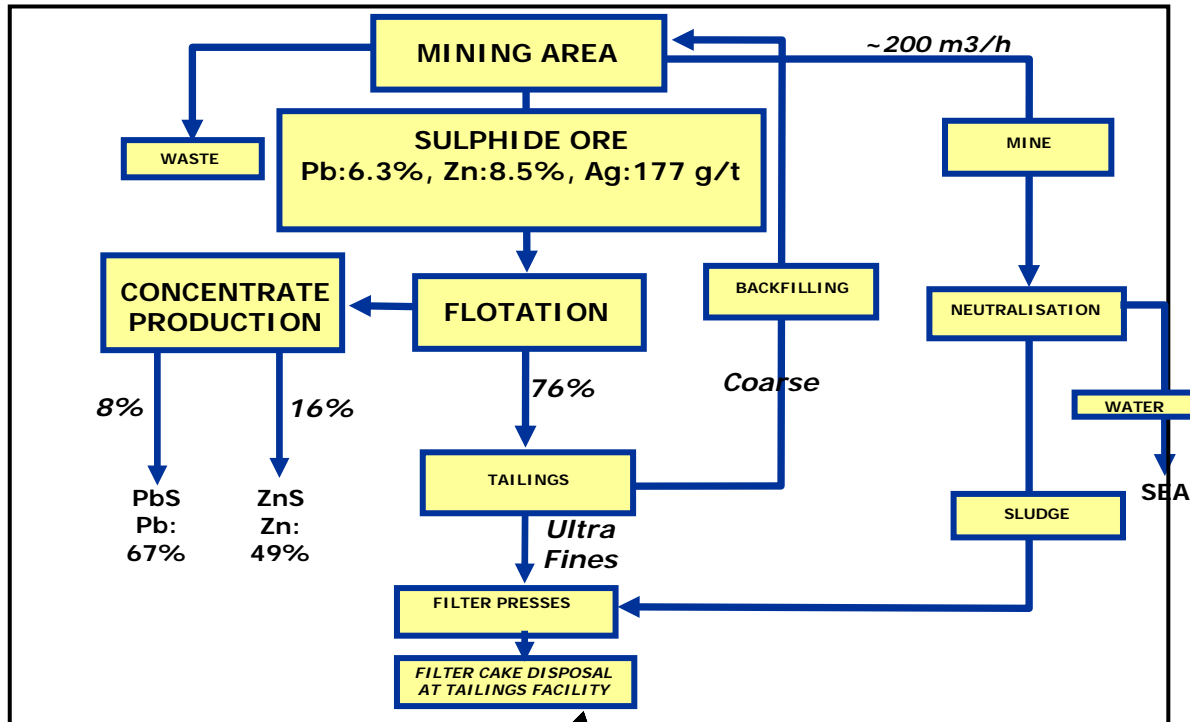 MINING AREA
~200 m3/h
WASTE
SULPHIDE ORE
Pb:6.3%, Zn:8.5%, Ag:177 g/t
MINE
CONCENTRATE
PRODUCTION
FLOTATION
BACKFILLING
NEUTRALISATION
8%
16%
76%
Coarse
WATER
PbS
Pb:
67%
ZnS
Zn:
49%
TAILINGS
SEA
SLUDGE
Ultra
Fines
FILTER PRESSES
FILTER CAKE DISPOSAL
AT TAILINGS FACILITY